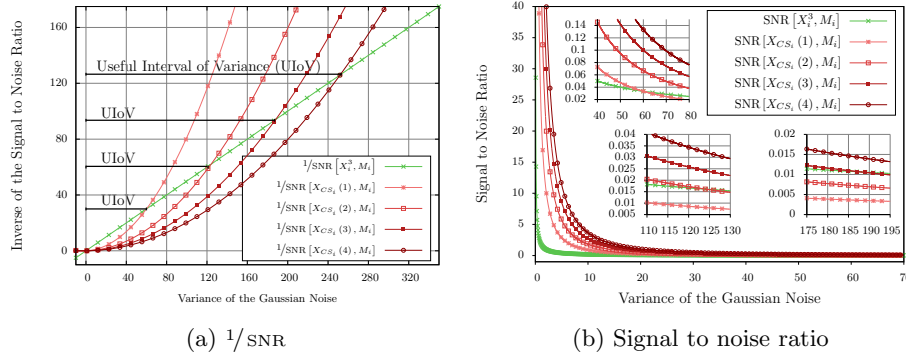 Inverse of the Signal to Noise Ratio
160
120
80
40
0
-10
0
40
80
120
160
200
240
280
320
Variance of the Gaussian Noise
Useful Interval of Variance (UIoV)
UIoV
UIoV
UIoV
1/SNR [X_i^3, M_i]
1/SNR [X_{CS_i} (1), M_i]
1/SNR [X_{CS_i} (2), M_i]
1/SNR [X_{CS_i} (3), M_i]
1/SNR [X_{CS_i} (4), M_i]
(a) 1/SNR
Signal to Noise Ratio
40
35
30
25
20
15
10
5
0
0
10
20
30
40
50
60
70
Variance of the Gaussian Noise
SNR [X_i^3, M_i]
SNR [X_{CS_i} (1), M_i]
SNR [X_{CS_i} (2), M_i]
SNR [X_{CS_i} (3), M_i]
SNR [X_{CS_i} (4), M_i]
0.14
0.12
0.1
0.08
0.06
0.04
0.02
40 50 60 70 80
0.04
0.034
0.03
0.025
0.02
0.015
0.01
0.005
110 115 120 125 130
0.02
0.016
0.012
0.008
0.004
0
175 180 185 190 195
(b) Signal to noise ratio